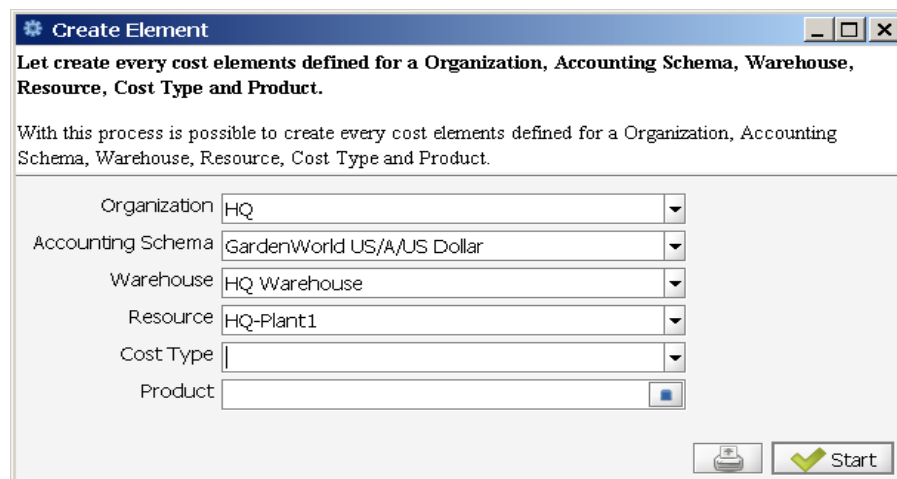 Create Element
Let create every cost elements defined for a Organization, Accounting Schema, Warehouse,
Resource, Cost Type and Product.
With this process is possible to create every cost elements defined for a Organization, Accounting
Schema, Warehouse, Resource, Cost Type and Product.
Organization HQ
Accounting Schema GardenWorld US/A/US Dollar
Warehouse HQ Warehouse
Resource HQ-Plant1
Cost Type
Product
Start